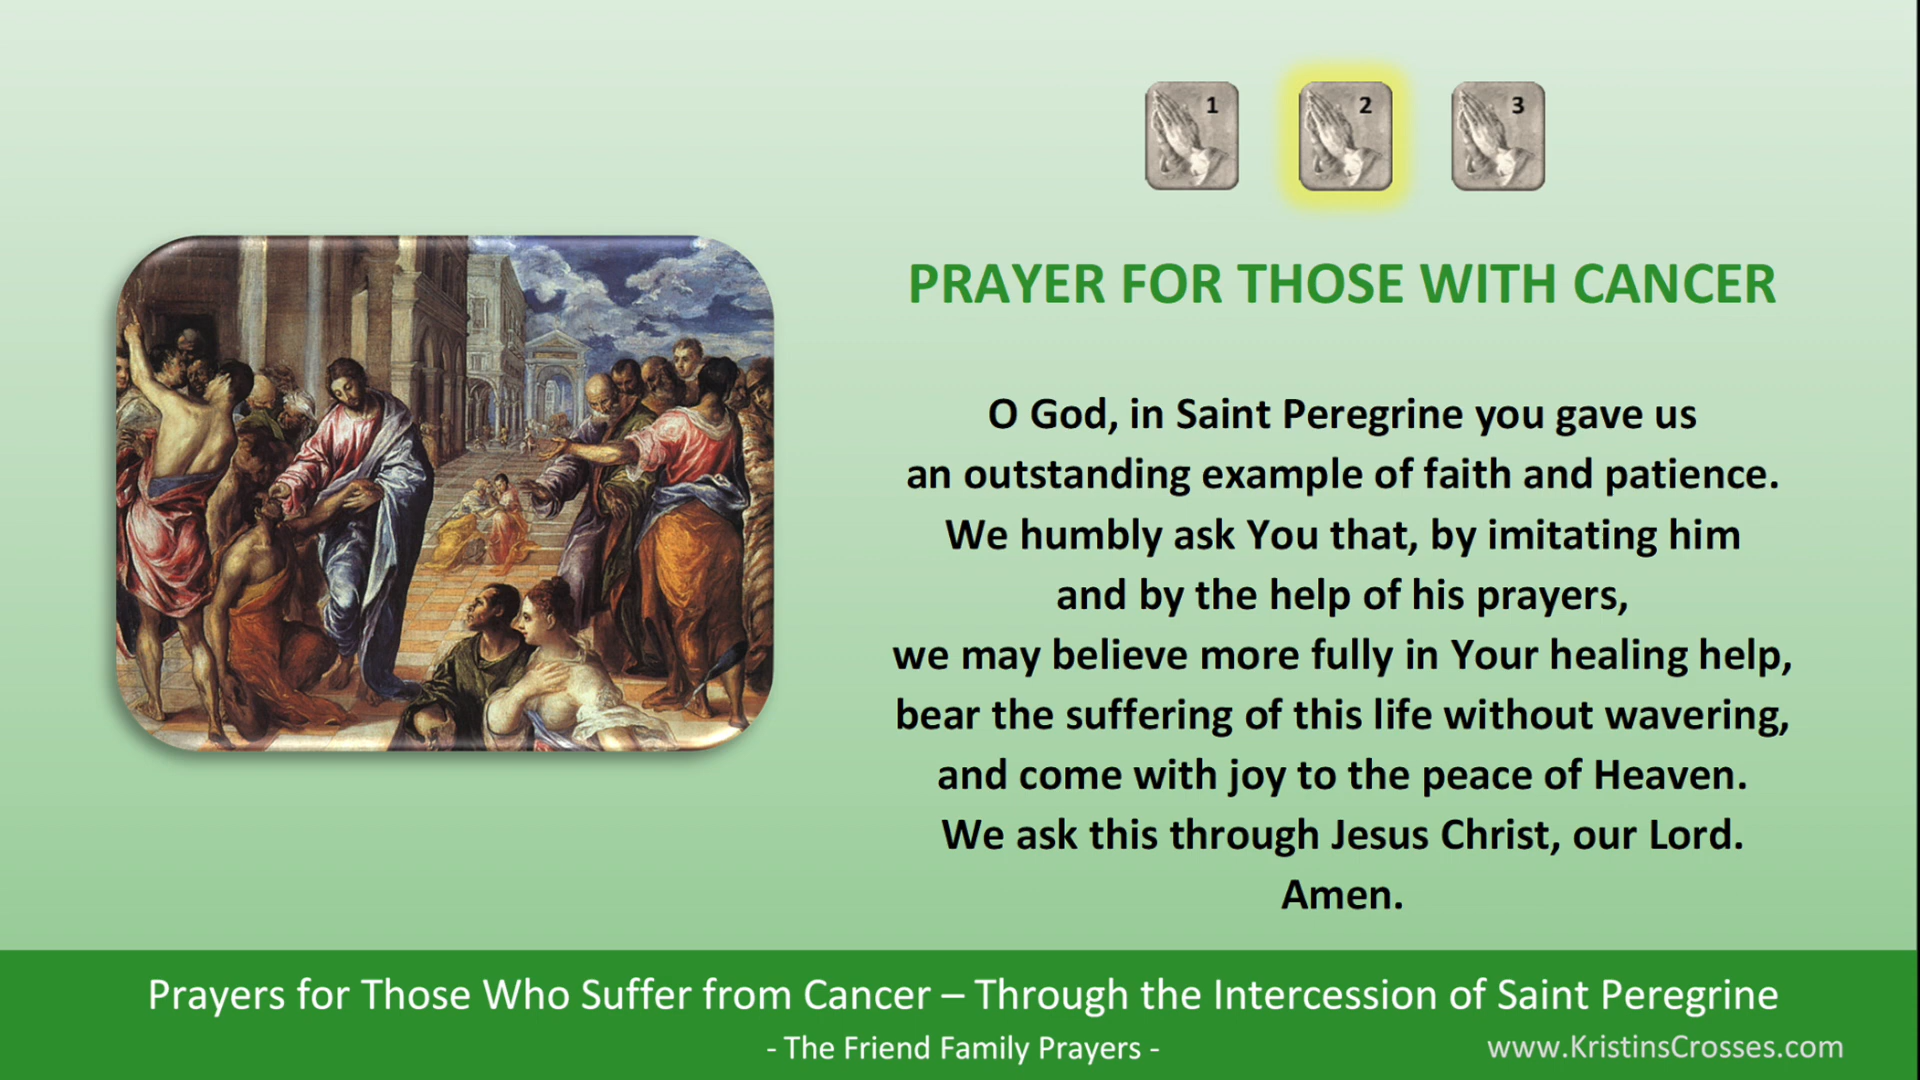 1
2
3
PRAYER FOR THOSE WITH CANCER
O God, in Saint Peregrine you gave us
an outstanding example of faith and patience.
We humbly ask You that, by imitating him
and by the help of his prayers,
we may believe more fully in Your healing help,
bear the suffering of this life without wavering,
and come with joy to the peace of Heaven.
We ask this through Jesus Christ, our Lord.
Amen.
Prayers for Those Who Suffer from Cancer – Through the Intercession of Saint Peregrine
- The Friend Family Prayers -
www.KristinsCrosses.com